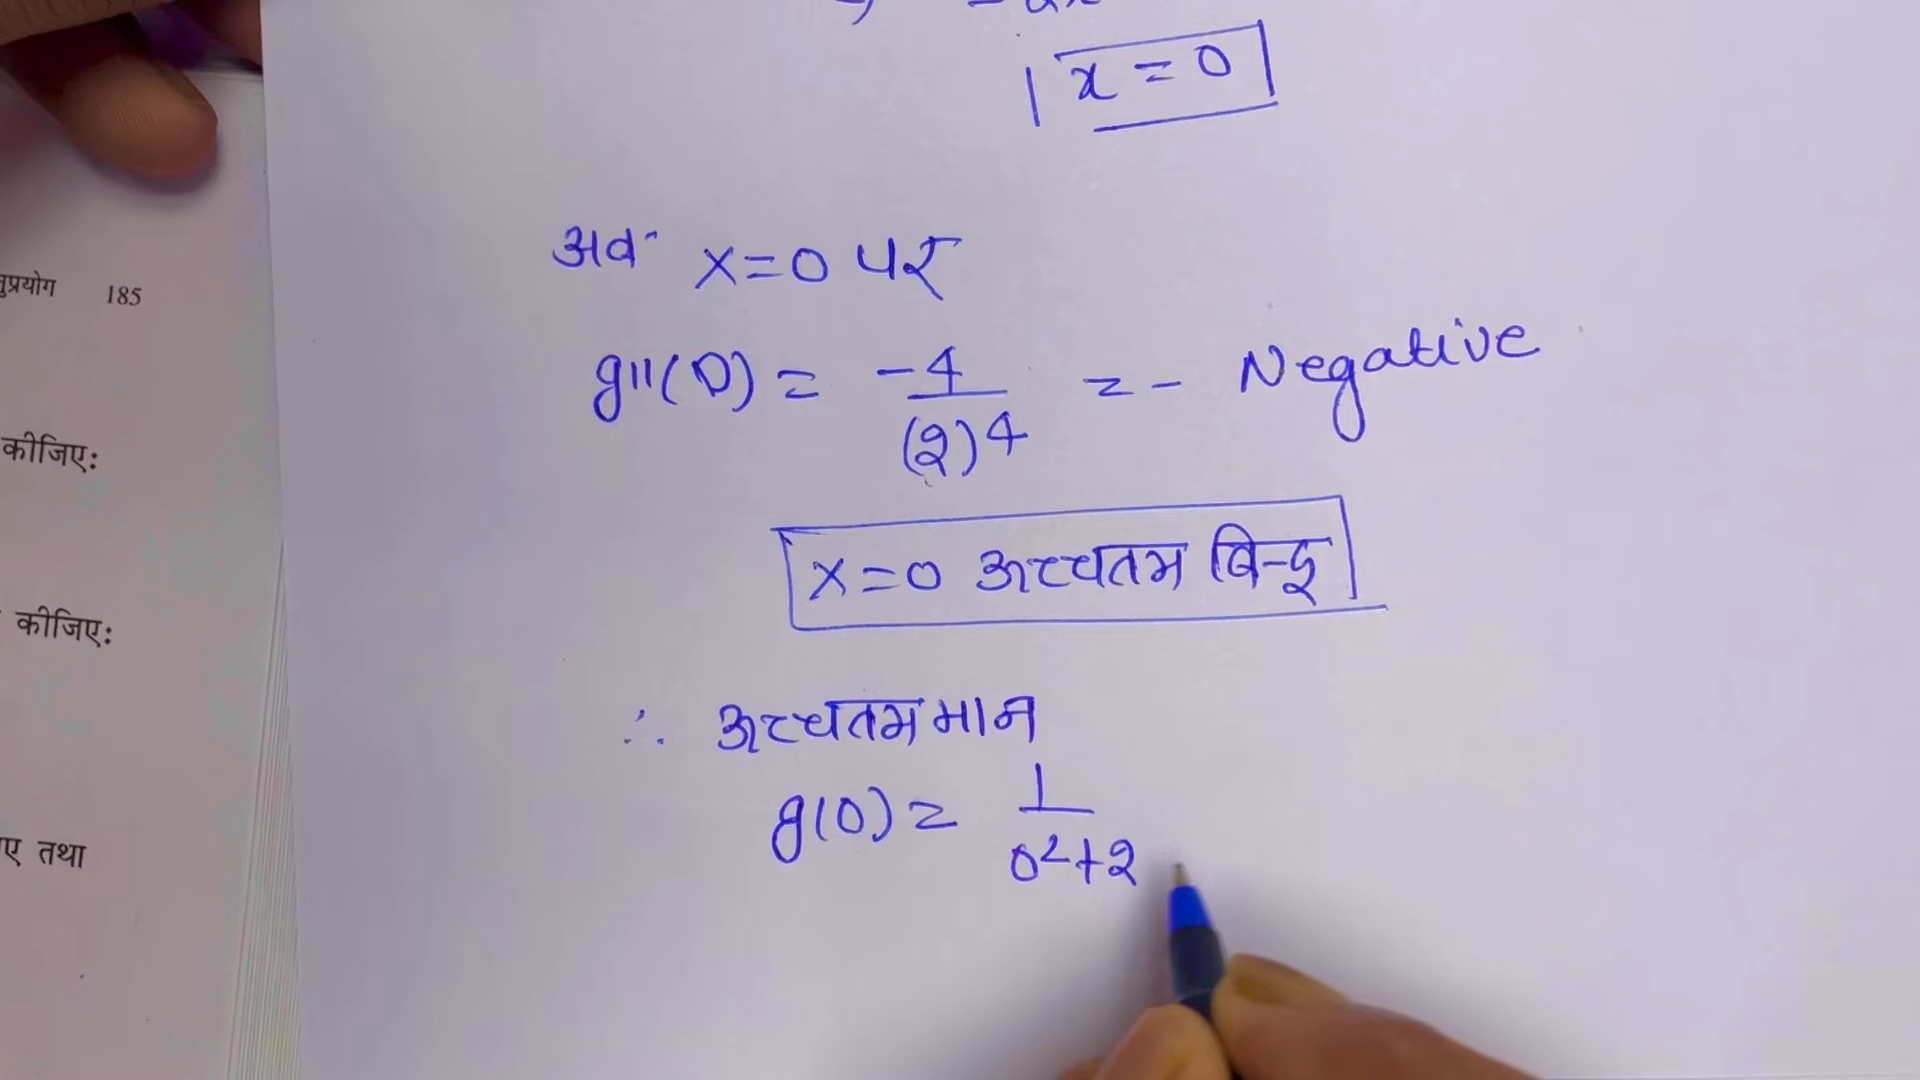 x = 0
अब x=0 पर
g''(0) = -4/(2)^4 = - Negative
x=0 उच्चतम बिन्दु
∴ उच्चतम मान
g(0) = 1/0²+2
185
कीजिए:
कीजिए:
तथा